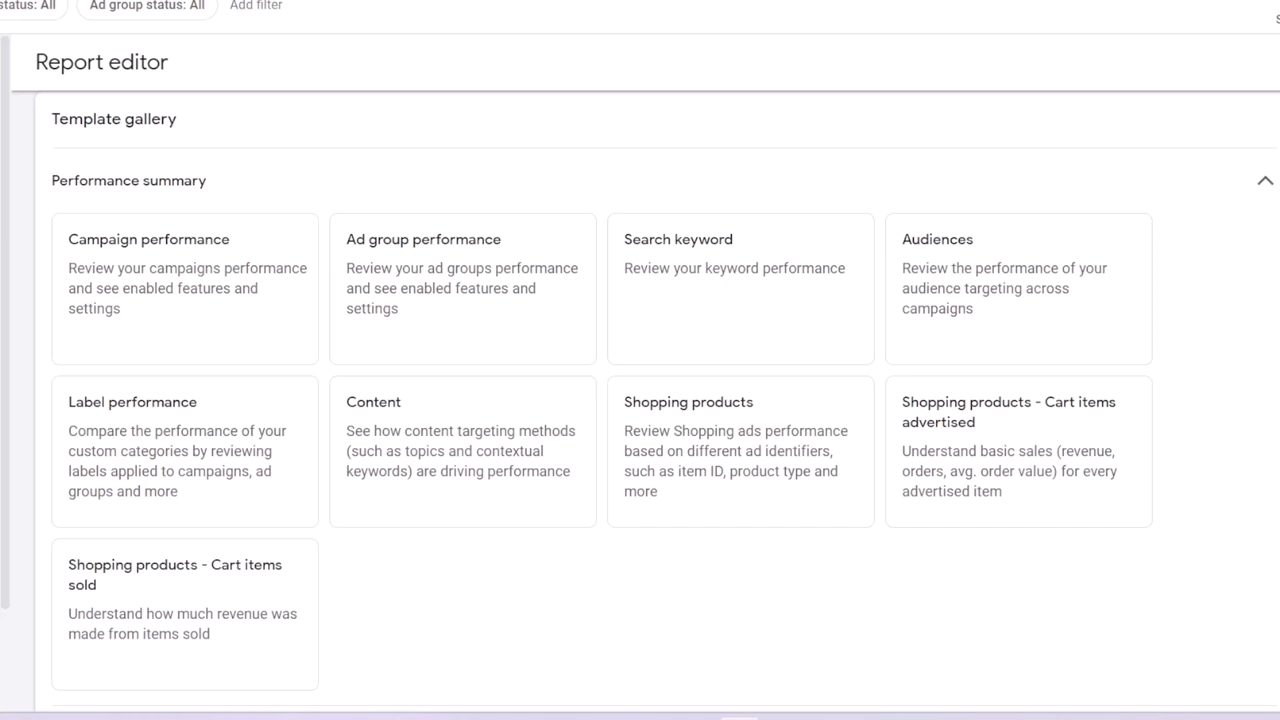 status: All
Ad group status: All
Add filter
Report editor
Template gallery
Performance summary
Campaign performance
Review your campaigns performance
and see enabled features and
settings
Ad group performance
Review your ad groups performance
and see enabled features and
settings
Search keyword
Review your keyword performance
Audiences
Review the performance of your
audience targeting across
campaigns
Label performance
Compare the performance of your
custom categories by reviewing
labels applied to campaigns, ad
groups and more
Content
See how content targeting methods
(such as topics and contextual
keywords) are driving performance
Shopping products
Review Shopping ads performance
based on different ad identifiers,
such as item ID, product type and
more
Shopping products - Cart items
advertised
Understand basic sales (revenue,
orders, avg. order value) for every
advertised item
Shopping products - Cart items
sold
Understand how much revenue was
made from items sold